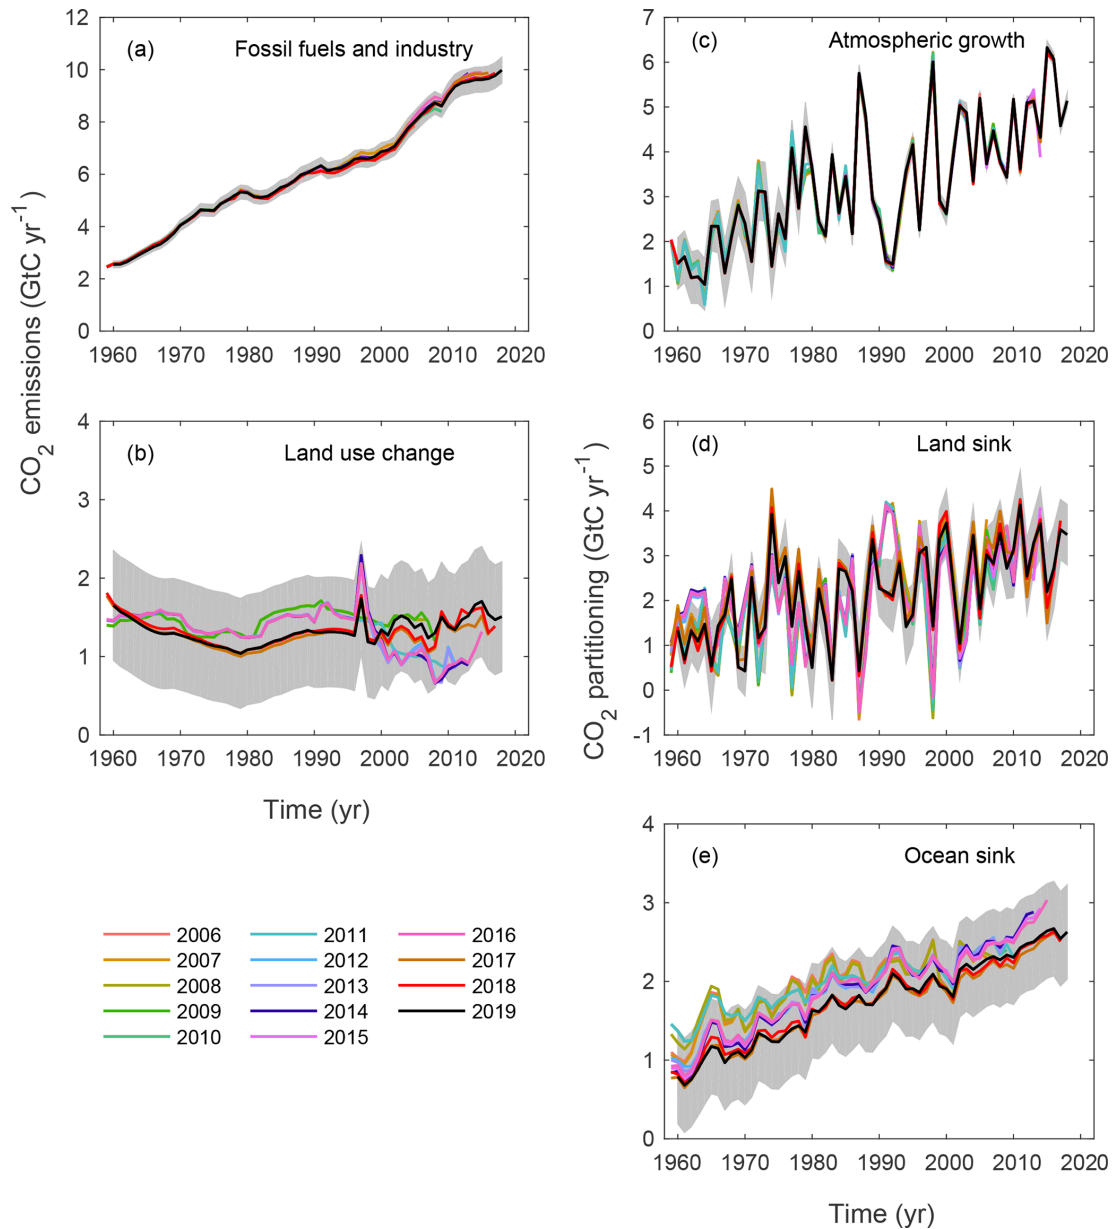 CO2 emissions (GtC yr-1)
(a) Fossil fuels and industry
12
10
8
6
4
2
0
1960 1970 1980 1990 2000 2010 2020
(b) Land use change
4
3
2
1
0
1960 1970 1980 1990 2000 2010 2020
Time (yr)
2006 2011 2016
2007 2012 2017
2008 2013 2018
2009 2014 2019
2010 2015
CO2 partitioning (GtC yr-1)
(c) Atmospheric growth
7
6
5
4
3
2
1
0
1960 1970 1980 1990 2000 2010 2020
(d) Land sink
6
5
4
3
2
1
0
-1
1960 1970 1980 1990 2000 2010 2020
(e) Ocean sink
4
3
2
1
0
1960 1970 1980 1990 2000 2010 2020
Time (yr)